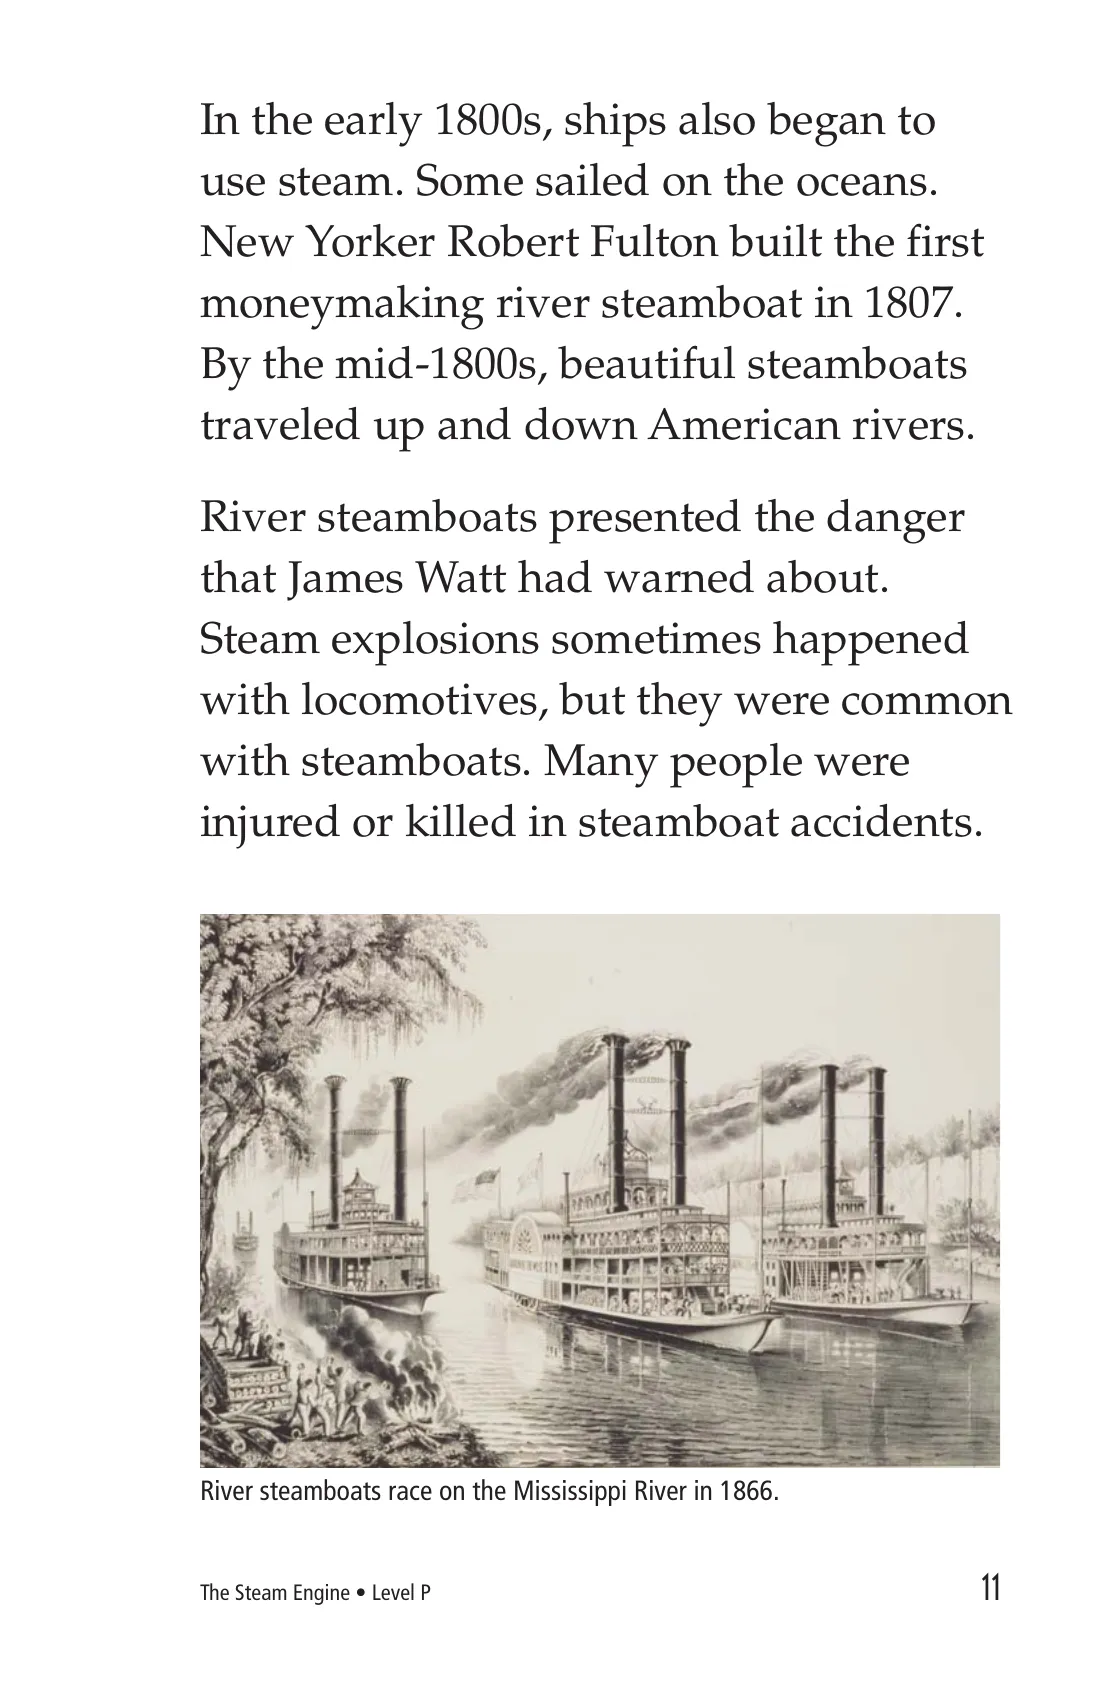 In the early 1800s, ships also began to
use steam. Some sailed on the oceans.
New Yorker Robert Fulton built the first
moneymaking river steamboat in 1807.
By the mid-1800s, beautiful steamboats
traveled up and down American rivers.
River steamboats presented the danger
that James Watt had warned about.
Steam explosions sometimes happened
with locomotives, but they were common
with steamboats. Many people were
injured or killed in steamboat accidents.
River steamboats race on the Mississippi River in 1866.
The Steam Engine • Level P
11